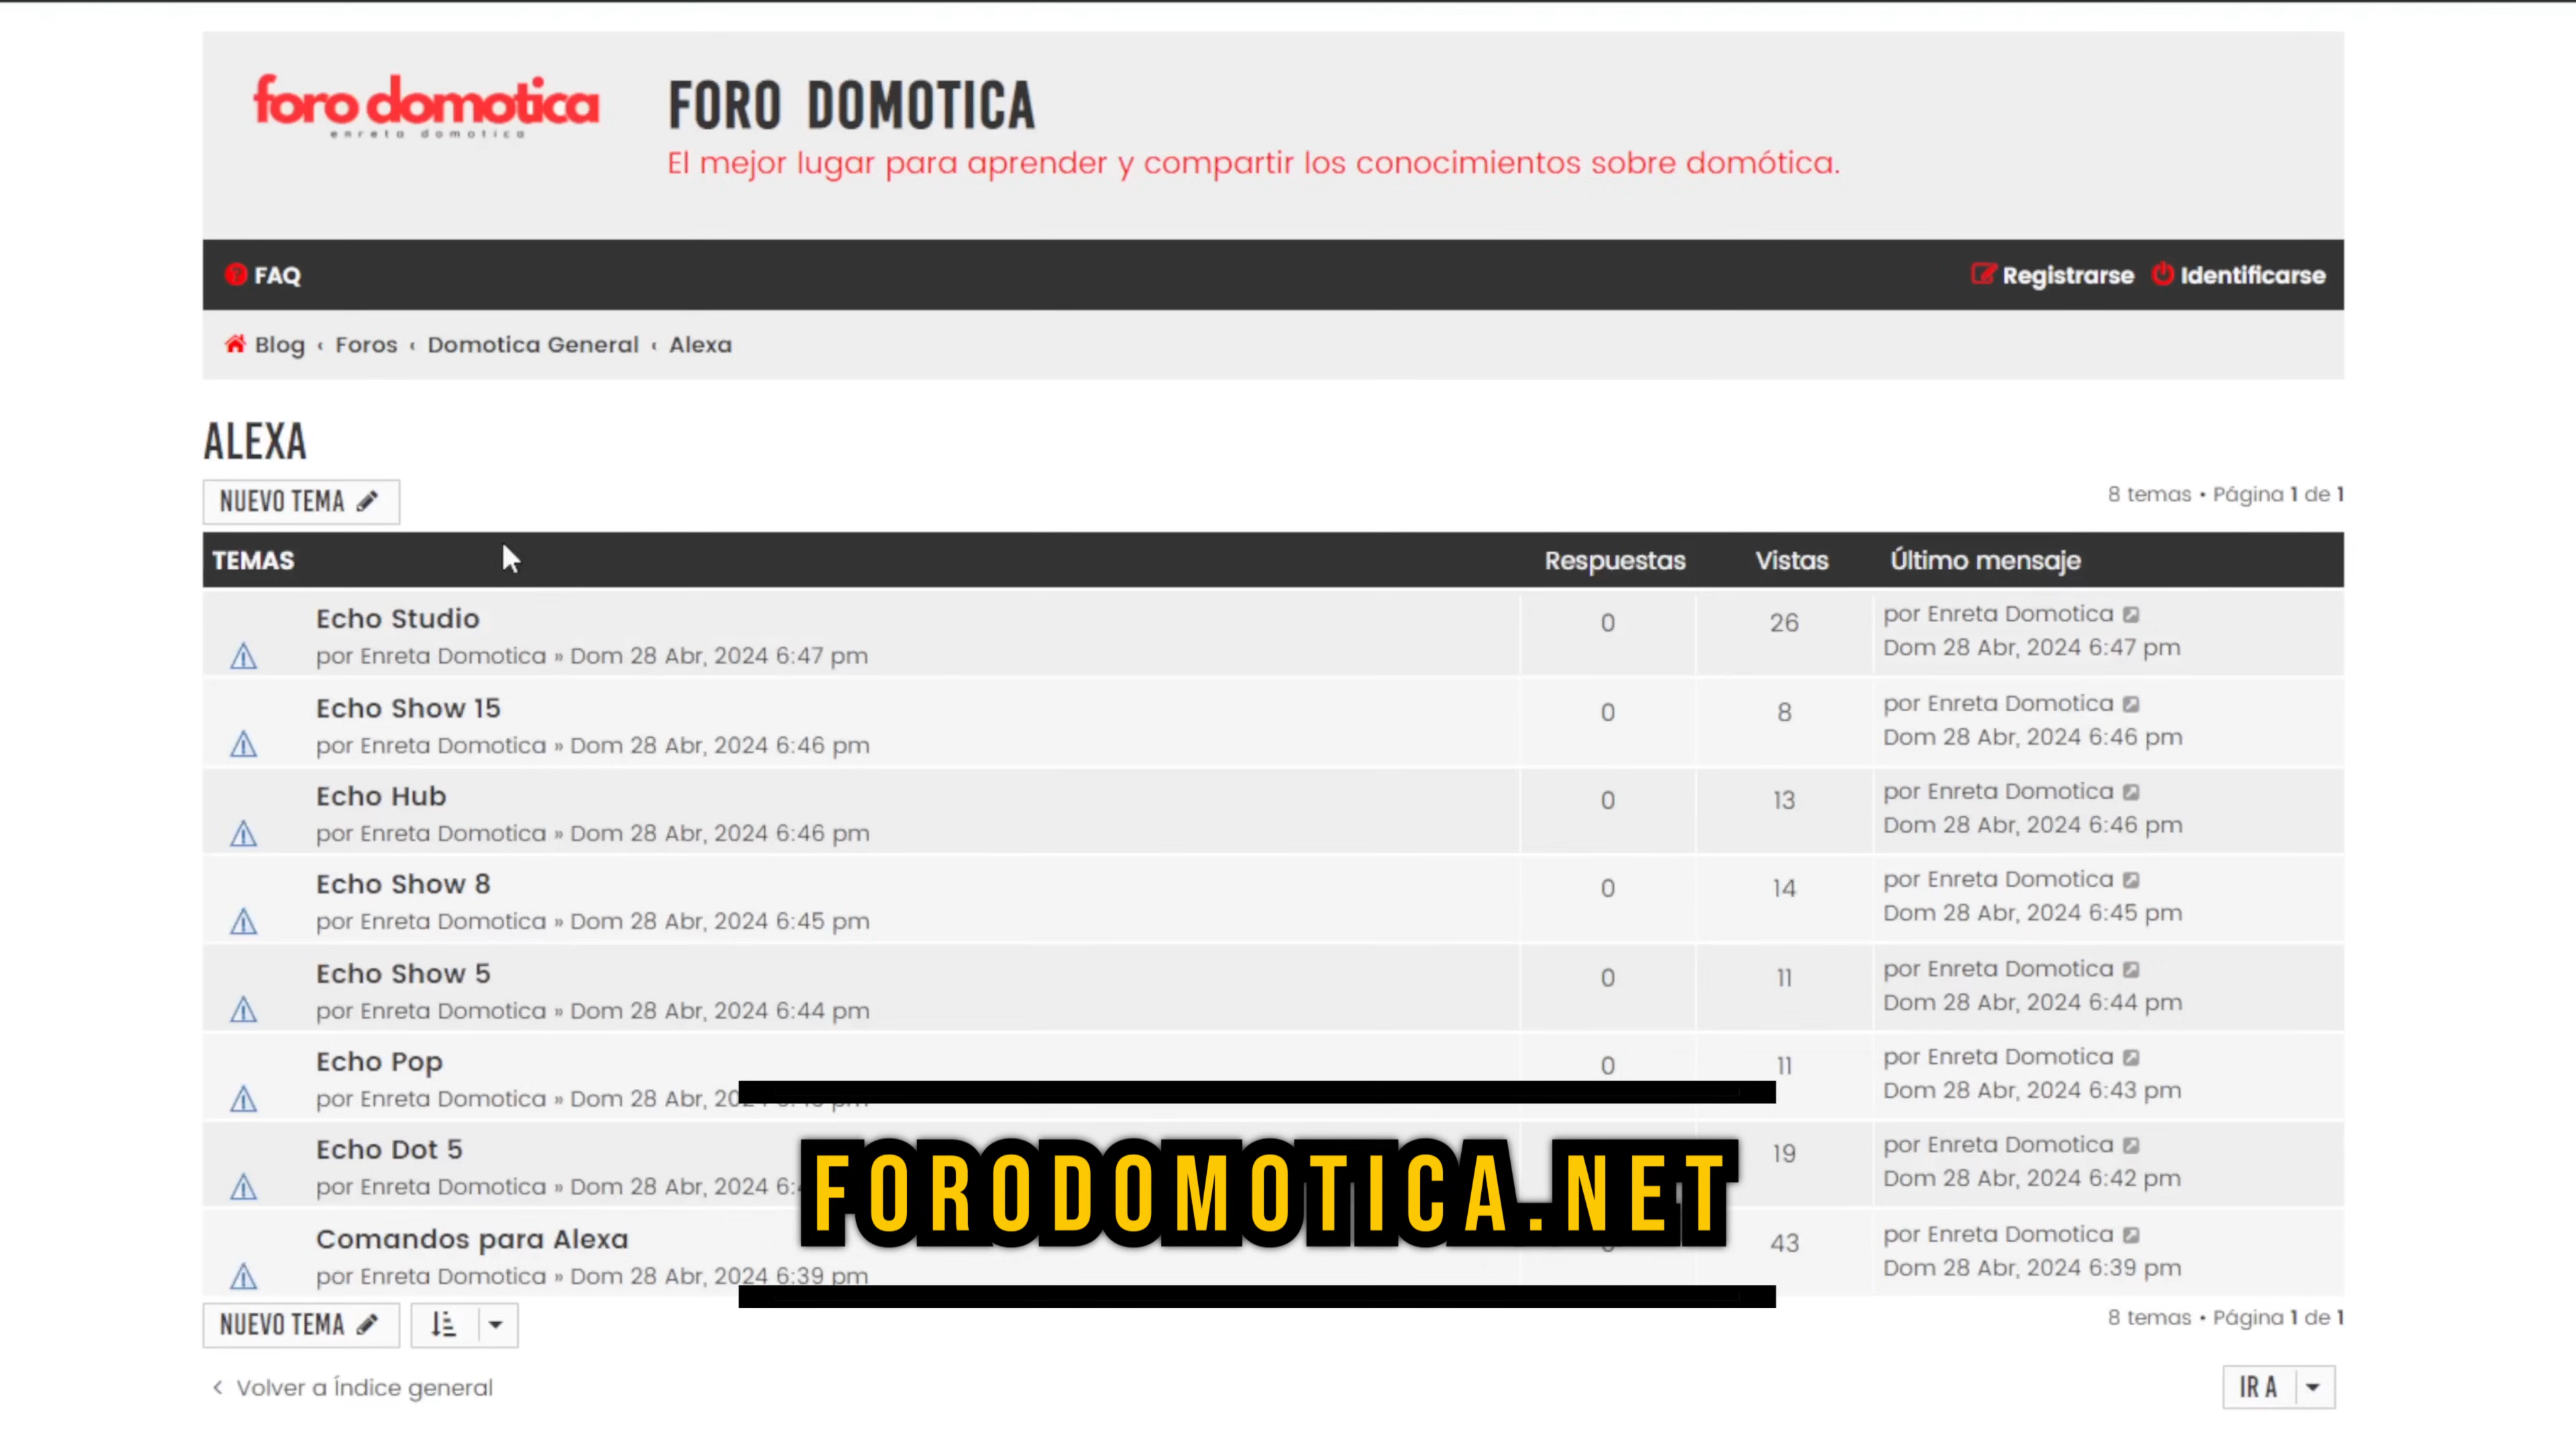 foro domotica
enreta domotica
FORO DOMOTICA
El mejor lugar para aprender y compartir los conocimientos sobre domótica.
FAQ
Registrarse Identificarse
Blog ‹ Foros ‹ Domotica General ‹ Alexa
ALEXA
NUEVO TEMA
8 temas • Página 1 de 1
TEMAS Respuestas Vistas Último mensaje
Echo Studio
por Enreta Domotica » Dom 28 Abr, 2024 6:47 pm
0
26
por Enreta Domotica
Dom 28 Abr, 2024 6:47 pm
Echo Show 15
por Enreta Domotica » Dom 28 Abr, 2024 6:46 pm
0
8
por Enreta Domotica
Dom 28 Abr, 2024 6:46 pm
Echo Hub
por Enreta Domotica » Dom 28 Abr, 2024 6:46 pm
0
13
por Enreta Domotica
Dom 28 Abr, 2024 6:46 pm
Echo Show 8
por Enreta Domotica » Dom 28 Abr, 2024 6:45 pm
0
14
por Enreta Domotica
Dom 28 Abr, 2024 6:45 pm
Echo Show 5
por Enreta Domotica » Dom 28 Abr, 2024 6:44 pm
0
11
por Enreta Domotica
Dom 28 Abr, 2024 6:44 pm
Echo Pop
por Enreta Domotica » Dom 28 Abr,
0
11
por Enreta Domotica
Dom 28 Abr, 2024 6:43 pm
Echo Dot 5
por Enreta Domotica » Dom 28 Abr, 2024
19
por Enreta Domotica
Dom 28 Abr, 2024 6:42 pm
FORODOMOTICA.NET
Comandos para Alexa
por Enreta Domotica » Dom 28 Abr, 2024 6:39 pm
43
por Enreta Domotica
Dom 28 Abr, 2024 6:39 pm
NUEVO TEMA
8 temas • Página 1 de 1
Volver a Índice general
IR A